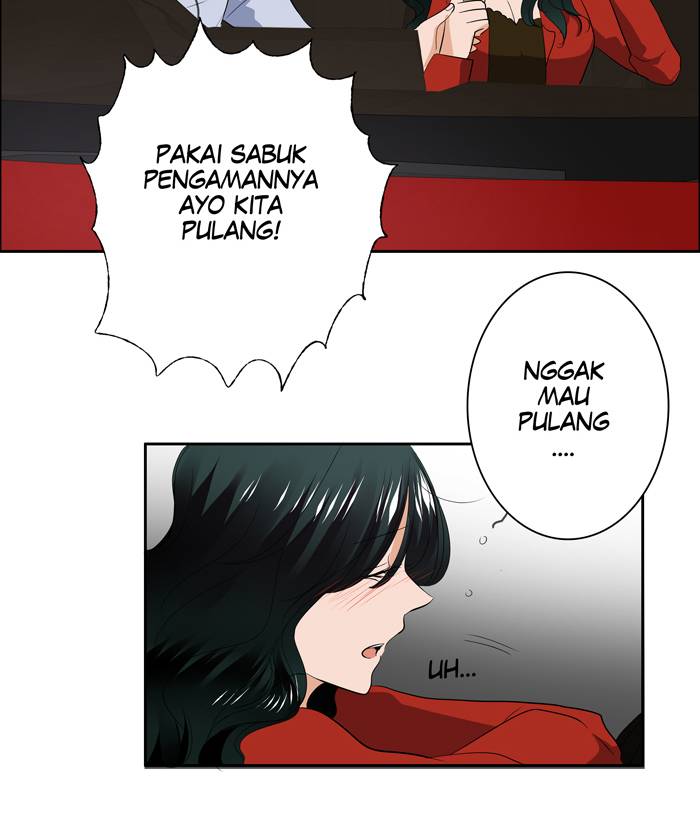 PAKAI SABUK
PENGAMANNYA
AYO KITA
PULANG!
NGGAK
MAU
PULANG
....
UH...